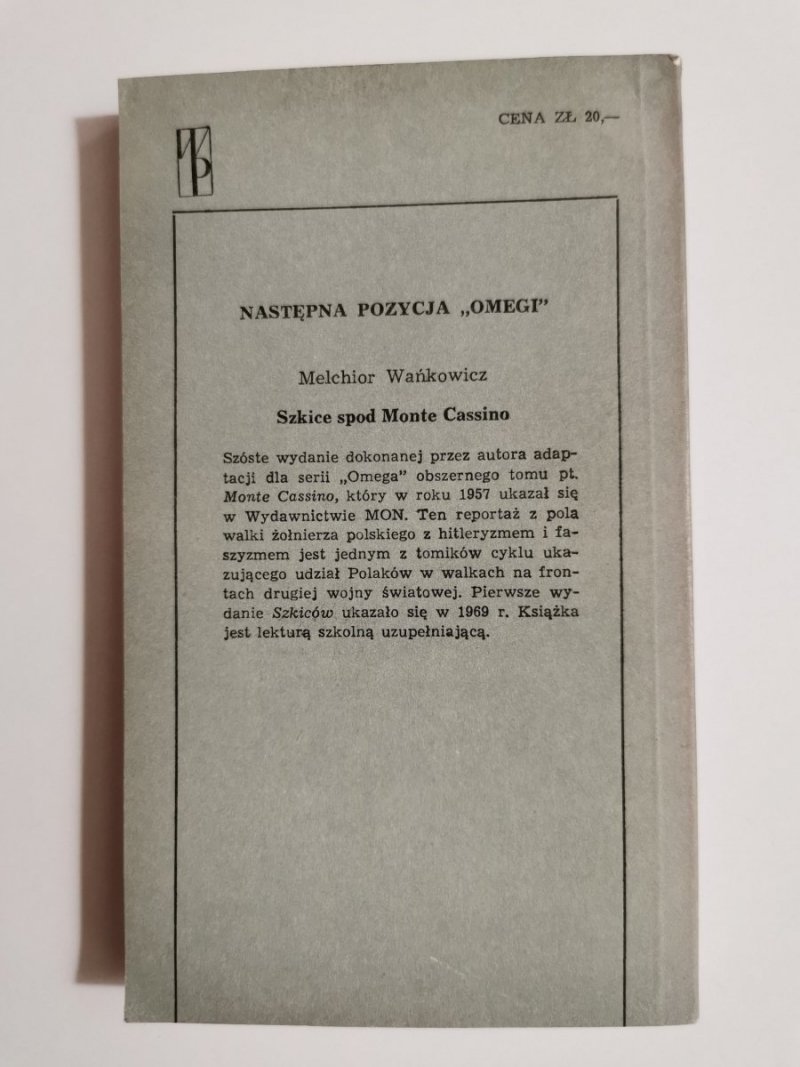 WP
CENA ZŁ 20,—
NASTĘPNA POZYCJA „OMEGI”
Melchior Wańkowicz
Szkice spod Monte Cassino
Szóste wydanie dokonanej przez autora adap-
tacji dla serii „Omega” obszernego tomu pt.
Monte Cassino, który w roku 1957 ukazał się
w Wydawnictwie MON. Ten reportaż z pola
walki żołnierza polskiego z hitleryzmem i fa-
szyzmem jest jednym z tomików cyklu uka-
zującego udział Polaków w walkach na fron-
tach drugiej wojny światowej. Pierwsze wy-
danie Szkiców ukazało się w 1969 r. Książka
jest lekturą szkolną uzupełniającą.